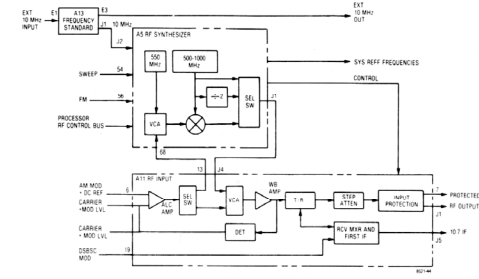 EXT
10 MHz
INPUT
E1
A13
FREQUENCY
STANDARD
E3
EXT
10 MHz
OUT
J1
10 MHz
J2
A5 RF SYNTHESIZER
550
MHz
500-1000
MHz
SYS REFF FREQUENCIES
CONTROL
SWEEP
54
÷2
SEL
SW
J1
FM
56
PROCESSOR
RF CONTROL BUS
VCA
68
13
J4
A11 RF INPUT
AM MOD
+ DC REF
6
CARRIER
+MOD LVL
ALC
AMP
SEL
SW
VCA
WB
AMP
T/R
STEP
ATTEN
INPUT
PROTECTION
7
PROTECTED
RF OUTPUT
J1
CARRIER
+ MOD LVL
DET
RCV MXR AND
FIRST IF
10.7 IF
J5
DSBSC
MOD
19